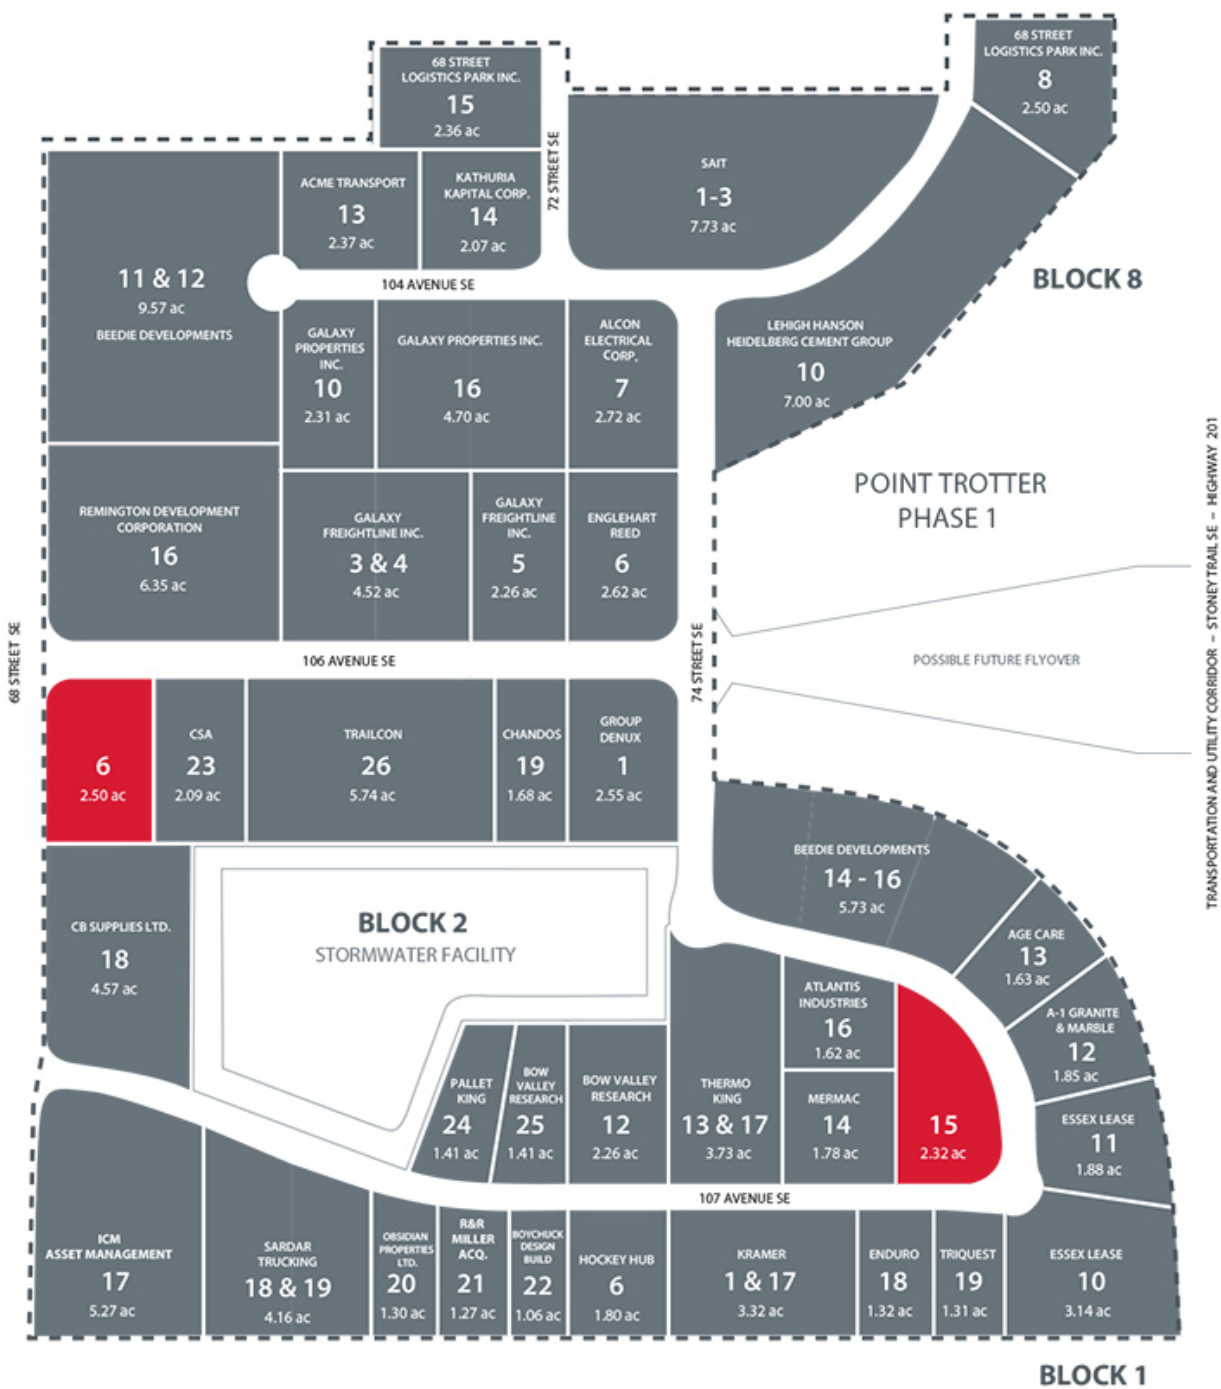 68 STREET
LOGISTICS PARK INC.
15
2.36 ac
68 STREET
LOGISTICS PARK INC.
8
2.50 ac
72 STREET SE
SAIT
1-3
7.73 ac
ACME TRANSPORT
13
2.37 ac
KATHURIA
KAPITAL CORP.
14
2.07 ac
11 & 12
9.57 ac
BEEDIE DEVELOPMENTS
104 AVENUE SE
BLOCK 8
GALAXY
PROPERTIES
INC.
10
2.31 ac
GALAXY PROPERTIES INC.
16
4.70 ac
ALCON
ELECTRICAL
CORP,
7
2.72 ac
LEHIGH HANSON
HEIDELBERG CEMENT GROUP
10
7.00 ac
REMINGTON DEVELOPMENT
CORPORATION
16
6.35 ac
GALAXY
FREIGHTLINE INC.
3 & 4
4.52 ac
GALAXY
FREIGHTLINE
INC.
5
2.26 ac
ENGLEHART
REED
6
2.62 ac
POINT TROTTER
PHASE 1
TRANSPORTATION AND UTILITY CORRIDOR – STONEY TRAIL SE – HIGHWAY 201
68 STREET SE
106 AVENUE SE
74 STREET SE
POSSIBLE FUTURE FLYOVER
6
2.50 ac
CSA
23
2.09 ac
TRAILCON
26
5.74 ac
CHANDOS
19
1.68 ac
GROUP
DENUX
1
2.55 ac
BEEDIE DEVELOPMENTS
14 - 16
5.73 ac
CB SUPPLIES LTD.
18
4.57 ac
BLOCK 2
STORMWATER FACILITY
AGE CARE
13
1.63 ac
ATLANTIS
INDUSTRIES
16
1.62 ac
A-1 GRANITE
& MARBLE
12
1.85 ac
PALLET
KING
24
1.41 ac
BOW
VALLEY
RESEARCH
25
1.41 ac
BOW VALLEY
RESEARCH
12
2.26 ac
THERMO
KING
13 & 17
3.73 ac
MERMAC
14
1.78 ac
15
2.32 ac
ESSEX LEASE
11
1.88 ac
107 AVENUE SE
ICM
ASSET MANAGEMENT
17
5.27 ac
SARDAR
TRUCKING
18 & 19
4.16 ac
OBSIDIAN
PROPERTIES
LTD.
20
1.30 ac
R&R
MILLER
ACQ.
21
1.27 ac
BOYCHUCK
DESIGN
BUILD
22
1.06 ac
HOCKEY HUB
6
1.80 ac
KRAMER
1 & 17
3.32 ac
ENDURO
18
1.32 ac
TRIQUEST
19
1.31 ac
ESSEX LEASE
10
3.14 ac
BLOCK 1